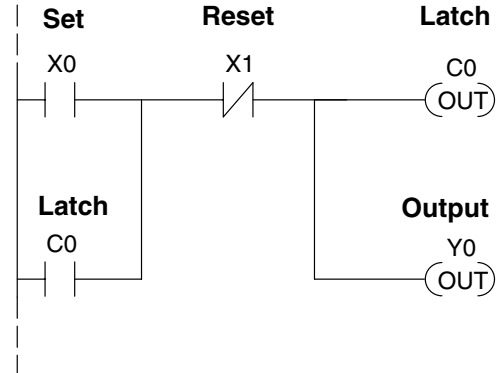 Set Reset Latch
X0 X1 C0
OUT
Latch Output
C0 Y0
OUT